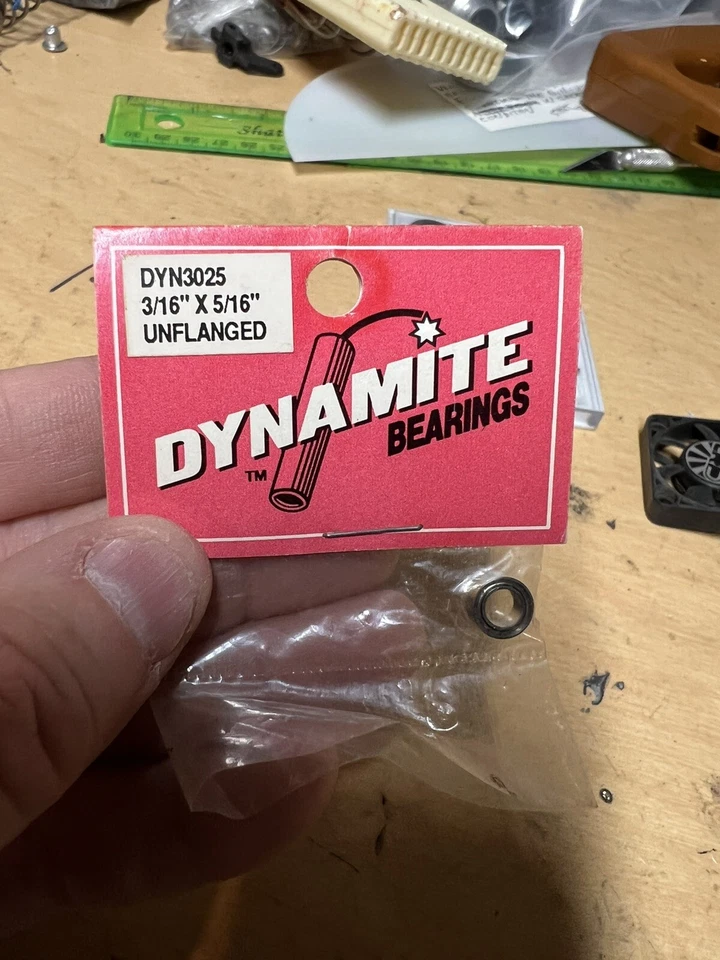 DYN3025
3/16" X 5/16"
UNFLANGED
DYNAMITE
BEARINGS
TM